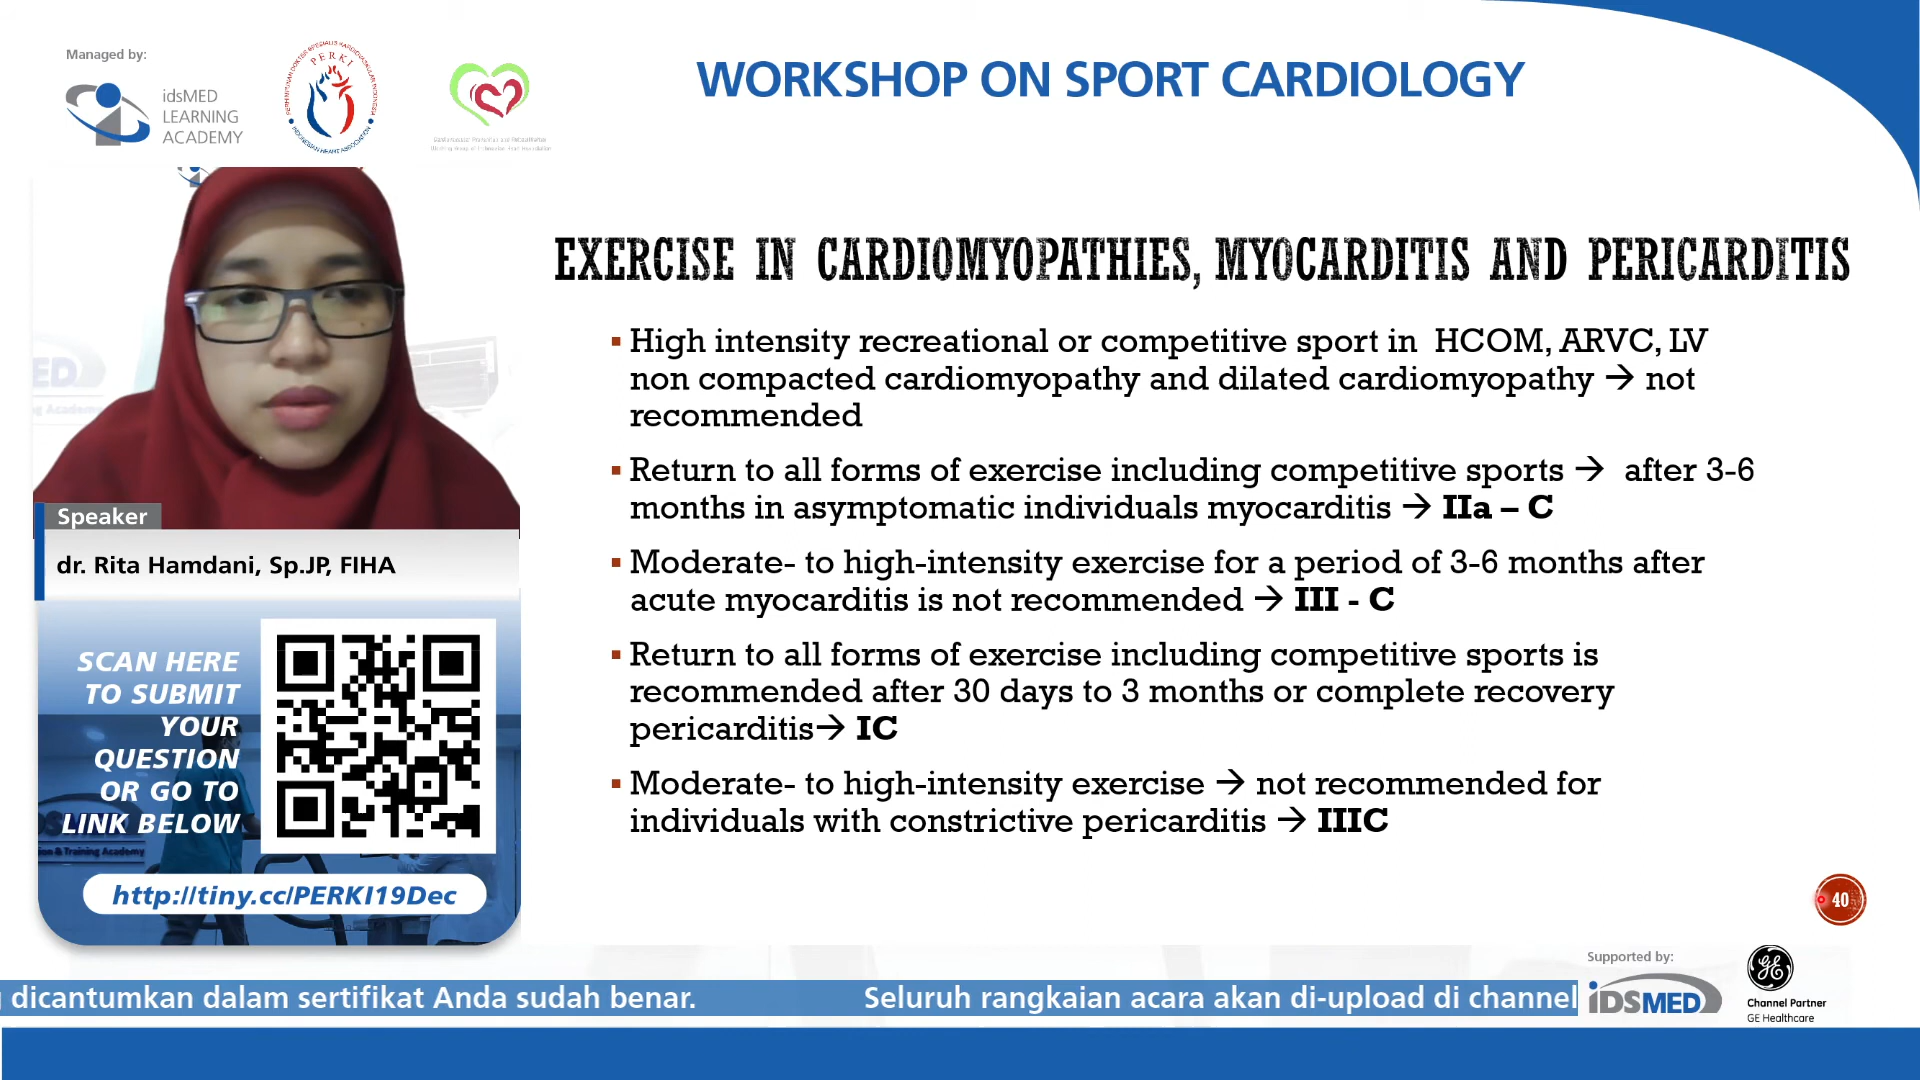 Managed by:
idsMED
LEARNING
ACADEMY
PERKI
INDONESIAN HEART ASSOCIATION
WORKSHOP ON SPORT CARDIOLOGY
EXERCISE IN CARDIOMYOPATHIES, MYOCARDITIS AND PERICARDITIS
▪ High intensity recreational or competitive sport in HCOM, ARVC, LV
non compacted cardiomyopathy and dilated cardiomyopathy → not
recommended
▪ Return to all forms of exercise including competitive sports → after 3-6
months in asymptomatic individuals myocarditis → IIa – C
▪ Moderate- to high-intensity exercise for a period of 3-6 months after
acute myocarditis is not recommended → III - C
▪ Return to all forms of exercise including competitive sports is
recommended after 30 days to 3 months or complete recovery
pericarditis→ IC
▪ Moderate- to high-intensity exercise → not recommended for
individuals with constrictive pericarditis → IIIC
40
Speaker
dr. Rita Hamdani, Sp.JP, FIHA
SCAN HERE
TO SUBMIT
YOUR
QUESTION
OR GO TO
LINK BELOW
http://tiny.cc/PERKI19Dec
Supported by:
iDSMED
Channel Partner
GE Healthcare
dicantumkan dalam sertifikat Anda sudah benar. Seluruh rangkaian acara akan di-upload di channel